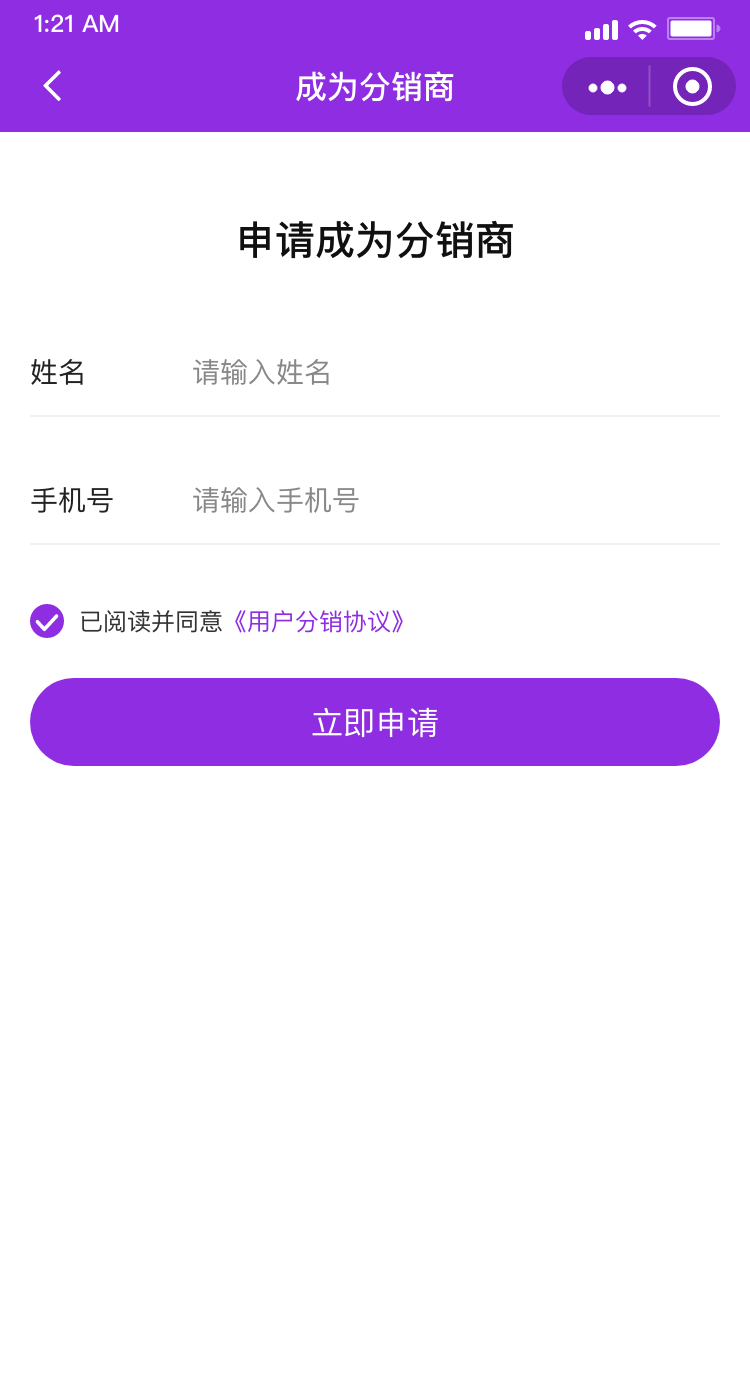 1:21 AM
成为分销商
申请成为分销商
姓名 请输入姓名
手机号 请输入手机号
已阅读并同意《用户分销协议》
立即申请